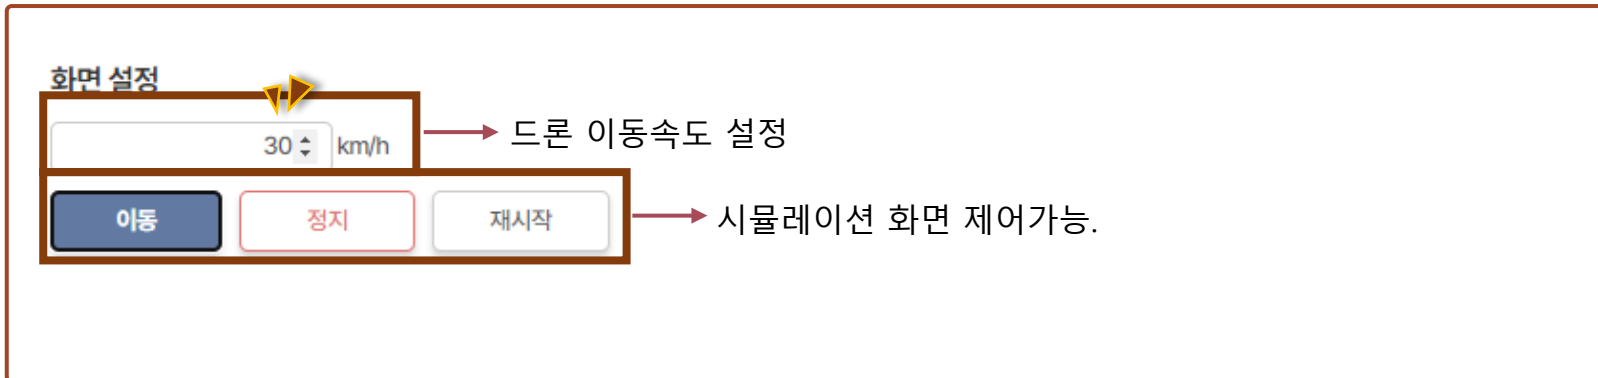 화면 설정
30 km/h
드론 이동속도 설정
이동 정지 재시작
시뮬레이션 화면 제어가능.